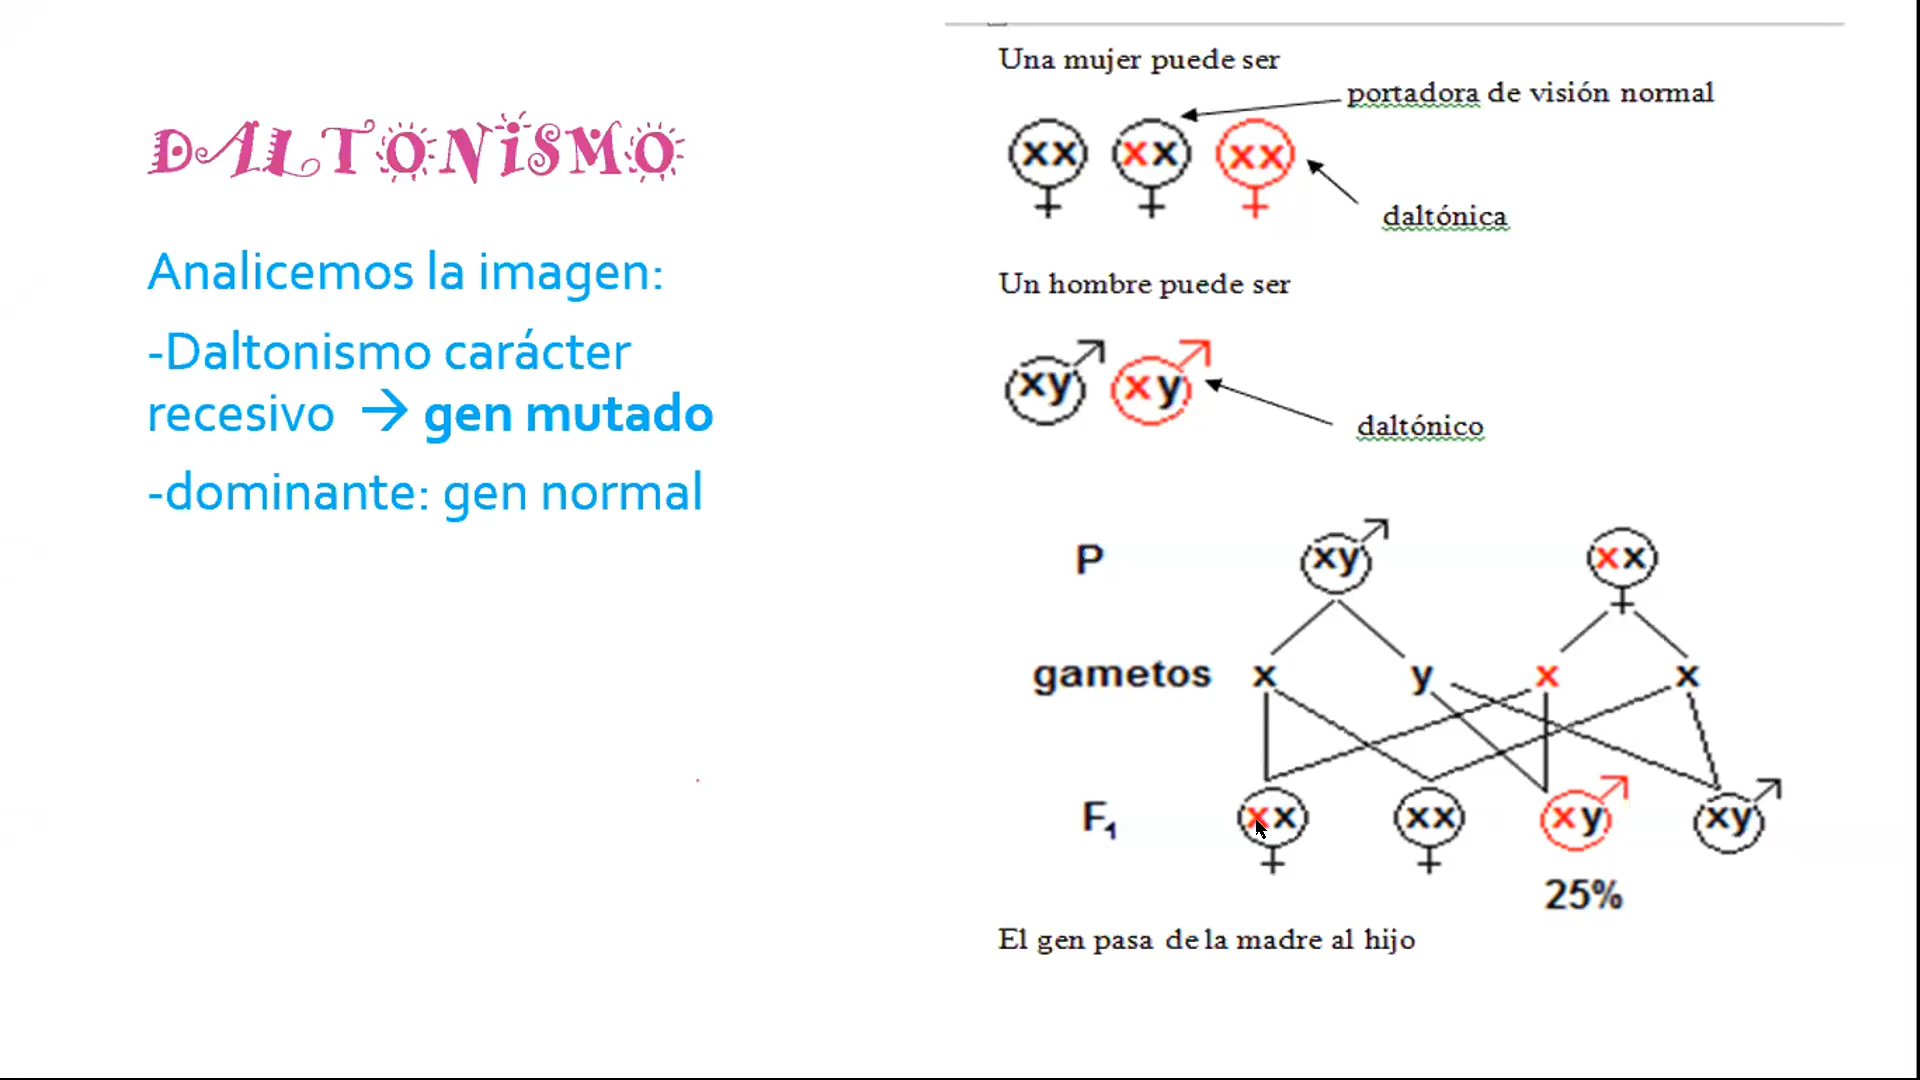 DALTONISMO
Analicemos la imagen:
-Daltonismo carácter
recesivo → gen mutado
-dominante: gen normal
Una mujer puede ser
portadora de visión normal
xx xx xx
daltónica
Un hombre puede ser
xy xy
daltónico
P xy xx
gametos x y x x
F1 xx xx xy xy
25%
El gen pasa de la madre al hijo